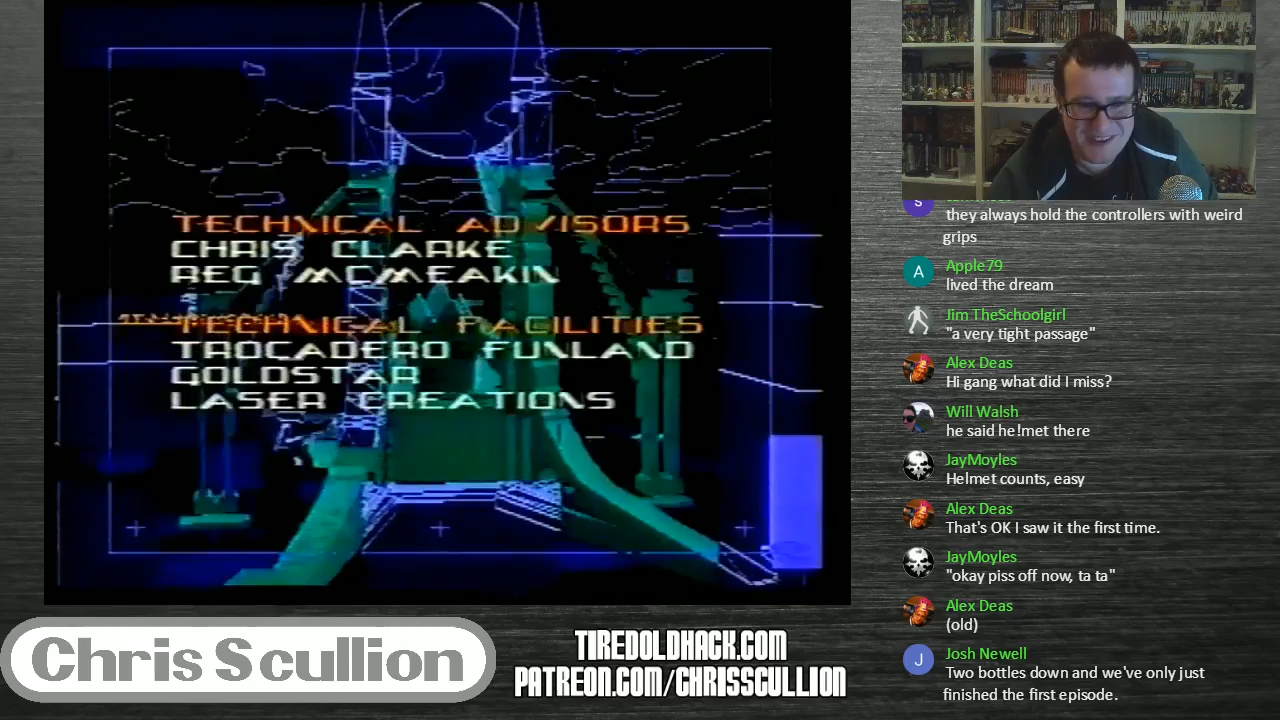 TECHNICAL ADVISORS
CHRIS CLARKE
REG MCMEAKIN
TECHNICAL FACILITIES
TROCADERO FUNLAND
GOLDSTAR
LASER CREATIONS
S
they always hold the controllers with weird
grips
A
Apple79
lived the dream
Jim TheSchoolgirl
"a very tight passage"
Alex Deas
Hi gang what did I miss?
Will Walsh
he said he!met there
JayMoyles
Helmet counts, easy
Alex Deas
That's OK I saw it the first time.
JayMoyles
"okay piss off now, ta ta"
Alex Deas
(old)
J
Josh Newell
Two bottles down and we've only just
finished the first episode.
Chris Scullion
TIREDOLDHACK.COM
PATREON.COM/CHRISSCULLION